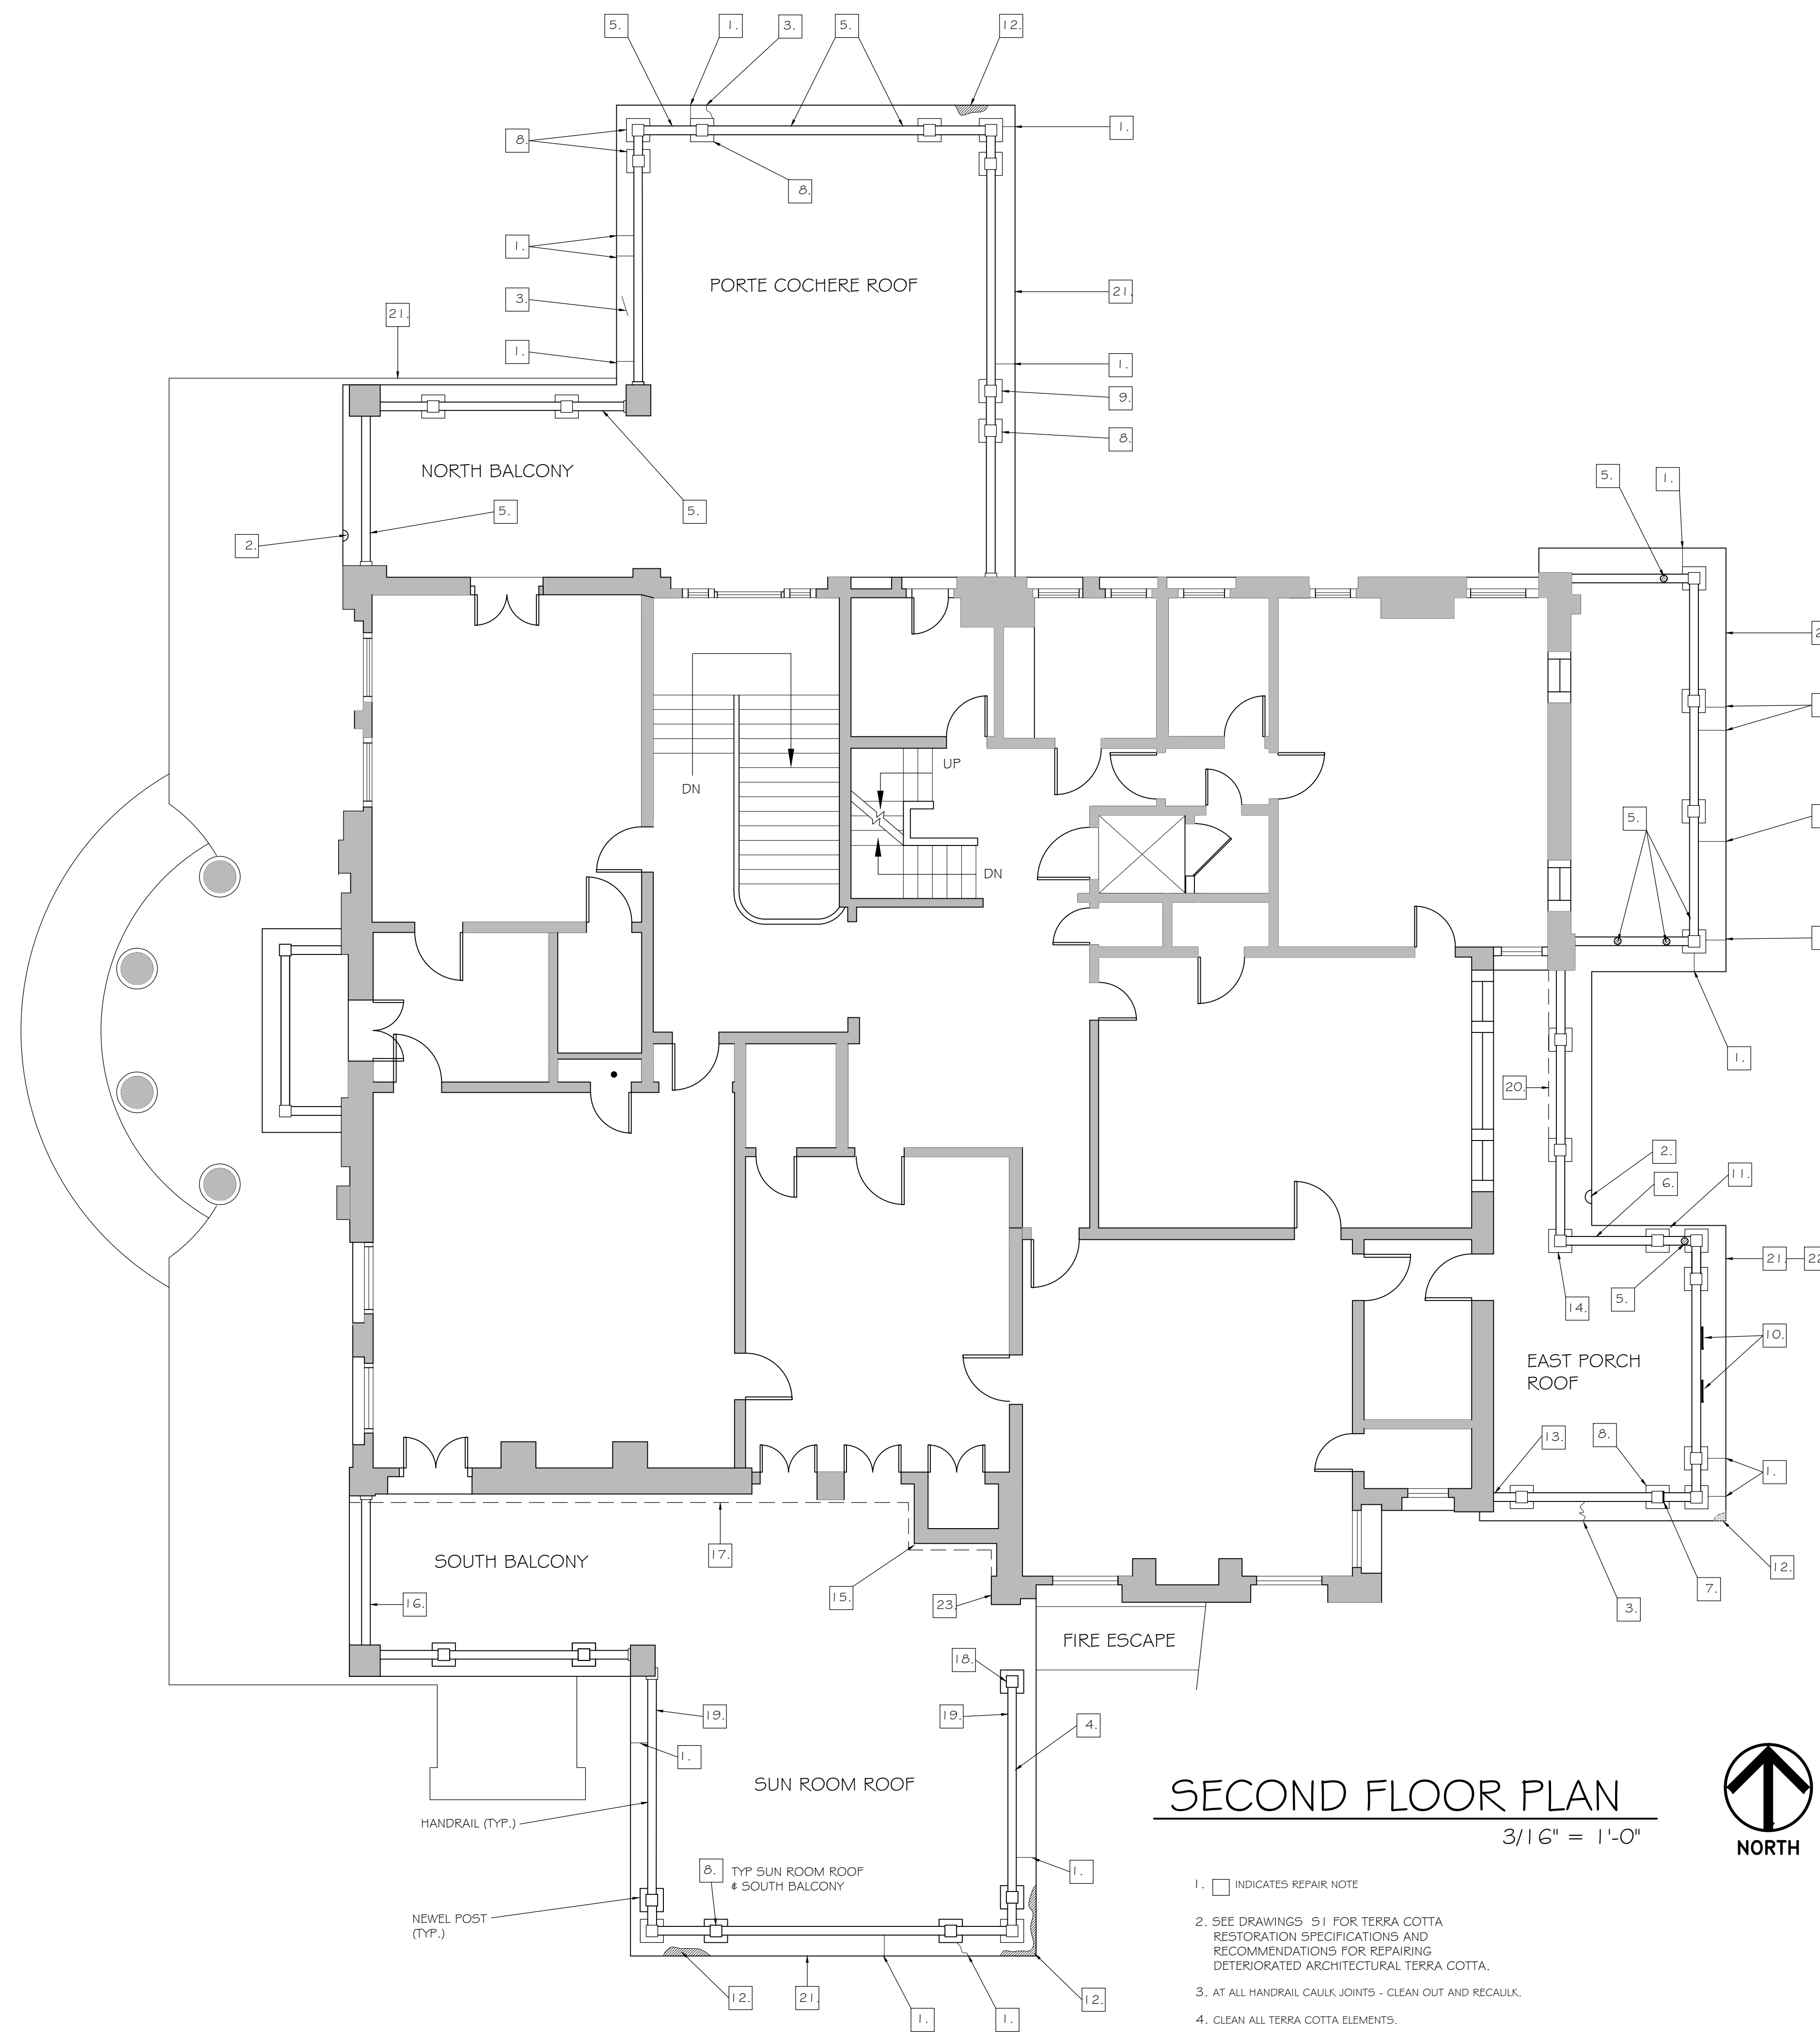 5. 1. 3. 5. 12.
8. 1.
8.
1.
PORTE COCHERE ROOF 21.
3.
21.
1. 1.
9.
8.
NORTH BALCONY
5. 5.
2.
5. 1.
UP
DN
5.
DN
1.
20.
2.
6. 11.
21. 22
14. 5.
10.
EAST PORCH
ROOF
13. 8.
1.
SOUTH BALCONY
17.
12.
15. 7.
16. 23. 3.
FIRE ESCAPE
18.
19. 19. 4.
1.
SUN ROOM ROOF
SECOND FLOOR PLAN
HANDRAIL (TYP.)
3/16" = 1'-0"
NORTH
8. TYP SUN ROOM ROOF
& SOUTH BALCONY
1.
1. INDICATES REPAIR NOTE
NEWEL POST
(TYP.)
2. SEE DRAWINGS S1 FOR TERRA COTTA
RESTORATION SPECIFICATIONS AND
RECOMMENDATIONS FOR REPAIRING
DETERIORATED ARCHITECTURAL TERRA COTTA.
12. 21. 1. 1. 12.
3. AT ALL HANDRAIL CAULK JOINTS - CLEAN OUT AND RECAULK.
4. CLEAN ALL TERRA COTTA ELEMENTS.